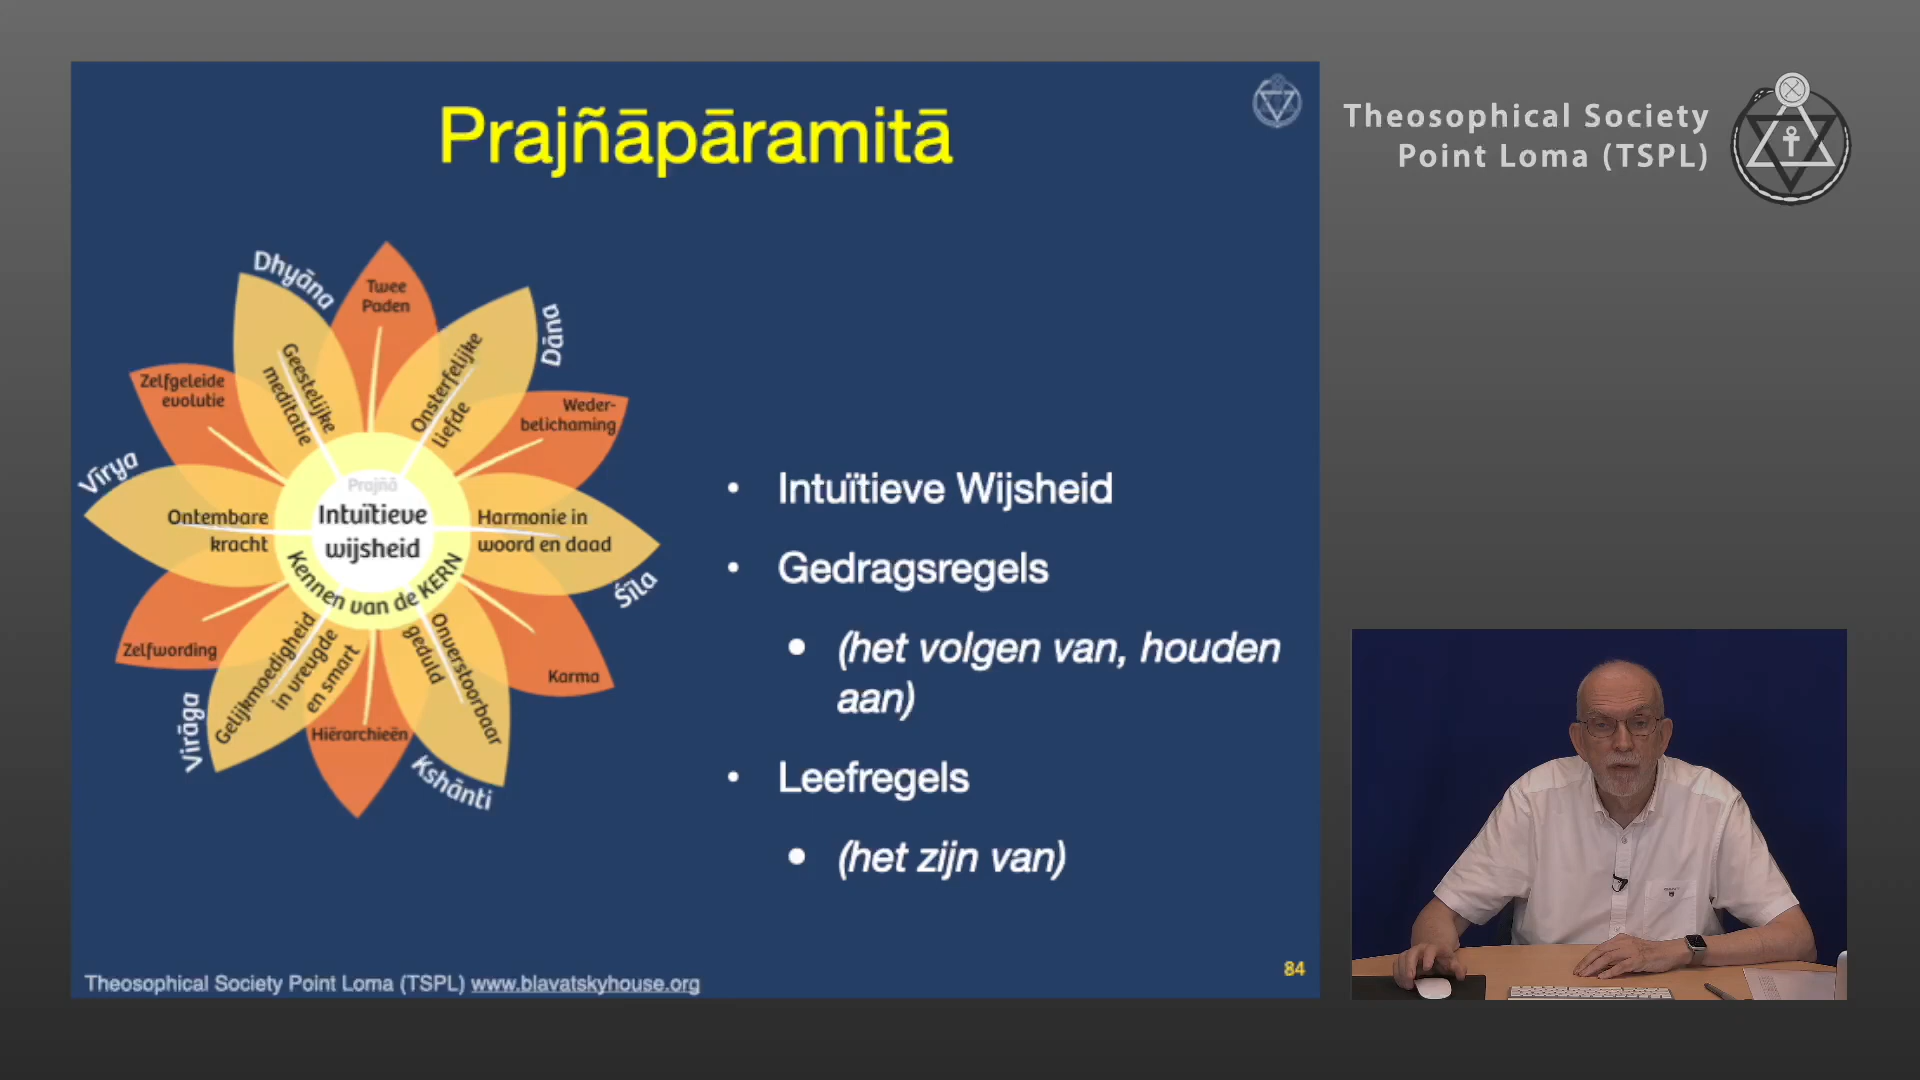 Prajñāpāramitā
Theosophical Society
Point Loma (TSPL)
Dhyāna
Twee
Paden
Dāna
Geestelijke
meditatie
Onsterfelijke
liefde
Zelfgeleide
evolutie
Weder-
belichaming
Vīrya
Ontembare
kracht
Prajñā
Intuïtieve
wijsheid
Kennen van de KERN
Harmonie in
woord en daad
Śīla
Zelfwording
Gelijkmoedigheid
in vreugde
en smart
Onverstoorbaar
geduld
Karma
Virāga
Hiërarchieën
Kshānti
• Intuïtieve Wijsheid
• Gedragsregels
• (het volgen van, houden
aan)
• Leefregels
• (het zijn van)
84
Theosophical Society Point Loma (TSPL) www.blavatskyhouse.org